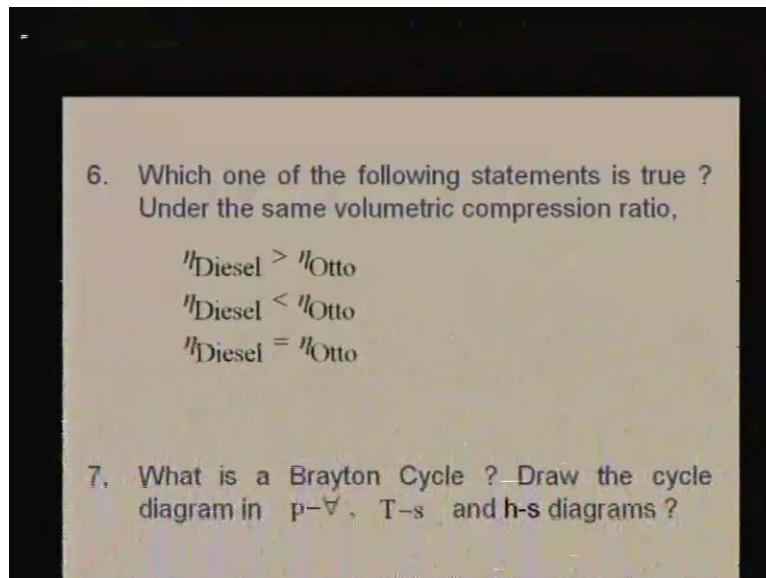 6. Which one of the following statements is true ?
Under the same volumetric compression ratio,
ηDiesel > ηOtto
ηDiesel < ηOtto
ηDiesel = ηOtto
7. What is a Brayton Cycle ? Draw the cycle
diagram in p-∀, T-s and h-s diagrams ?